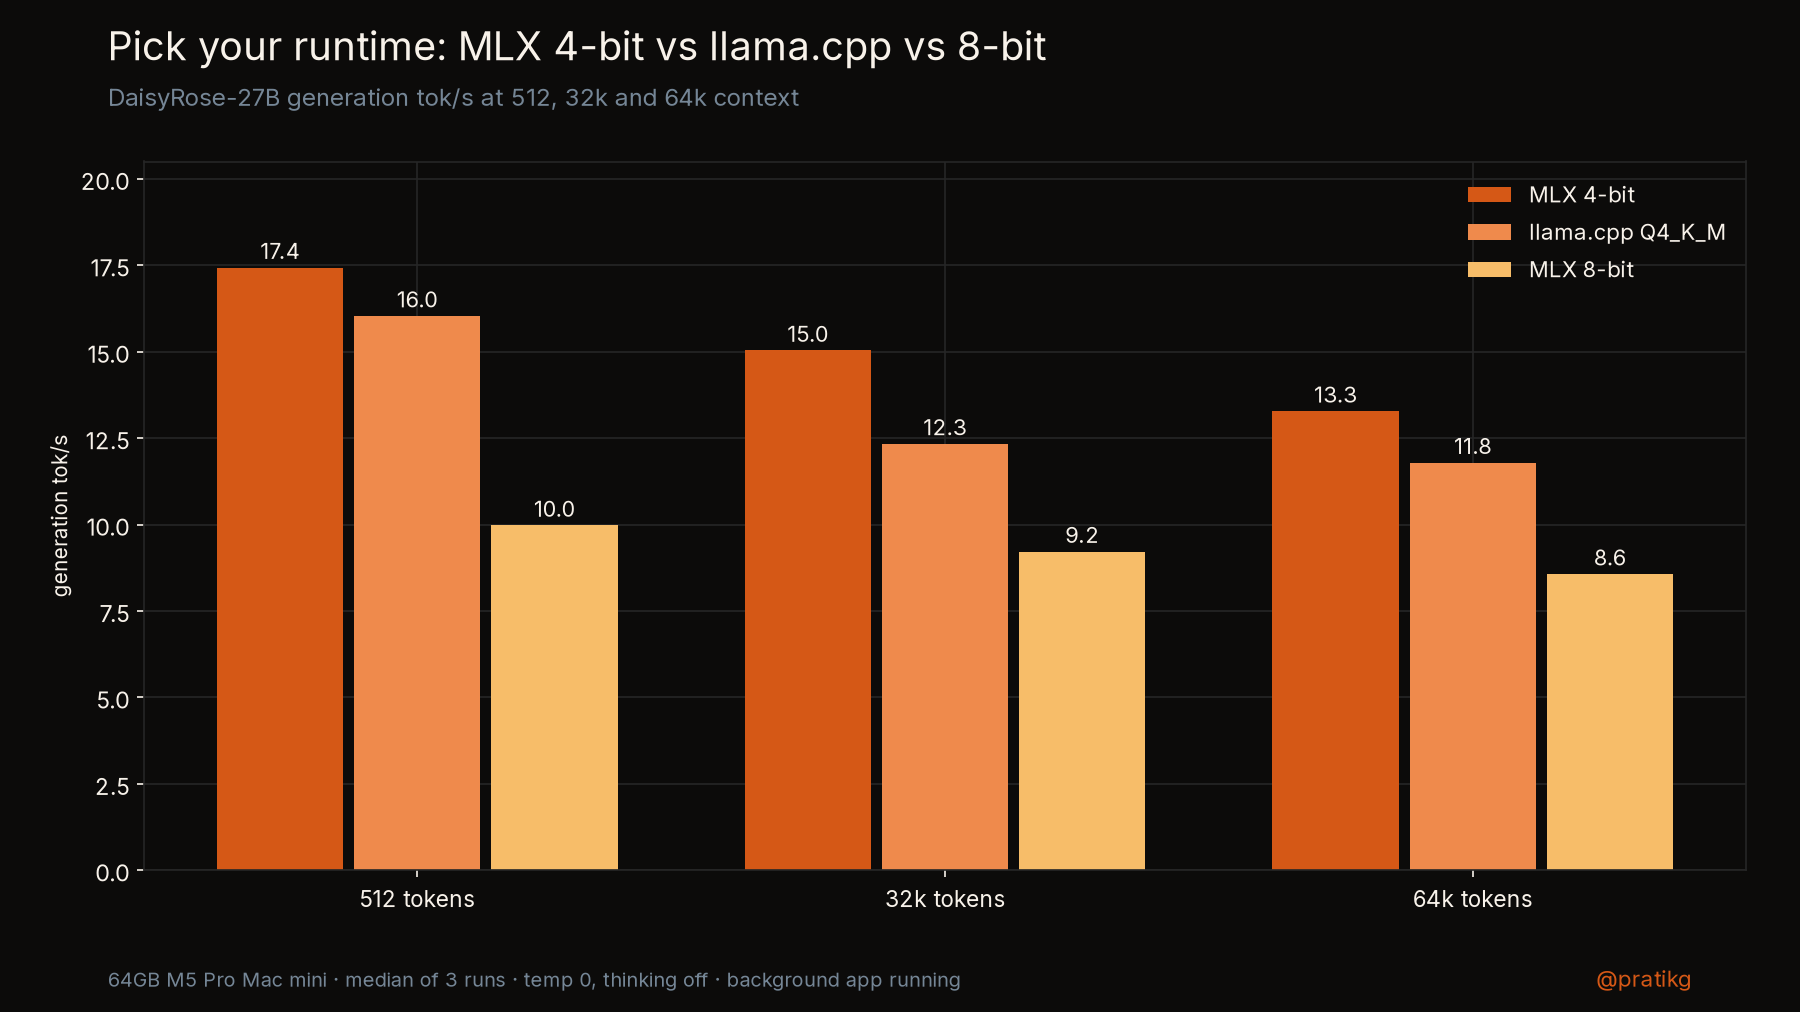 Pick your runtime: MLX 4-bit vs llama.cpp vs 8-bit
DaisyRose-27B generation tok/s at 512, 32k and 64k context
generation tok/s
20.0
17.5
15.0
12.5
10.0
7.5
5.0
2.5
0.0
MLX 4-bit
llama.cpp Q4_K_M
MLX 8-bit
17.4
16.0
10.0
15.0
12.3
9.2
13.3
11.8
8.6
512 tokens
32k tokens
64k tokens
64GB M5 Pro Mac mini · median of 3 runs · temp 0, thinking off · background app running
@pratikg